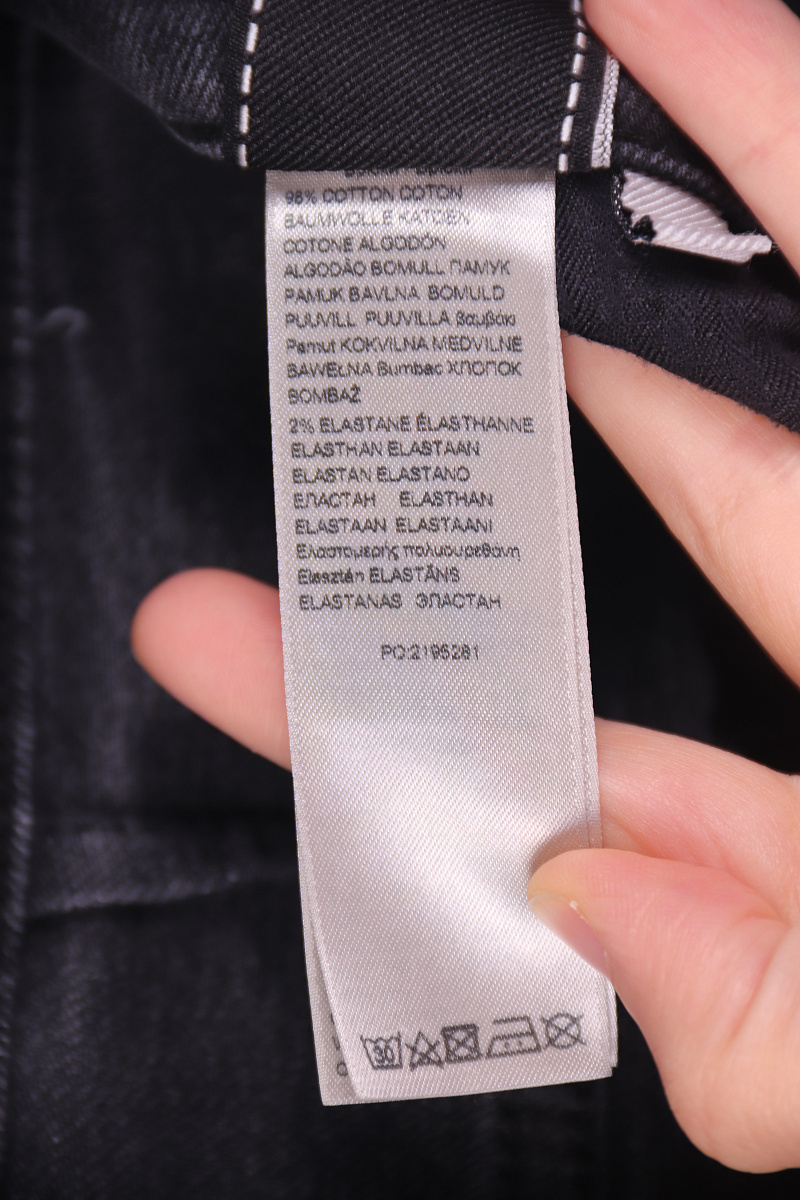 98% COTTON COTON
BAUMWOLLE KATOEN
COTONE ALGODÓN
ALGODÃO BOMULL ПАМУК
PAMUK BAVLNA BOMULD
PUUVILL PUUVILLA βαμβάκι
Pamut KOKVILNA MEDVILNE
BAWEŁNA Bumbac ХЛОПОК
BOMBAŽ
2% ELASTANE ÉLASTHANNE
ELASTHAN ELASTAAN
ELASTAN ELASTANO
ЕЛАСТАН ELASTHAN
ELASTAAN ELASTAANI
Ελαστομερής πολυουρεθάνη
Elasztán ELASTĀNS
ELASTANAS ЭЛАСТАН
PO:2195281
30